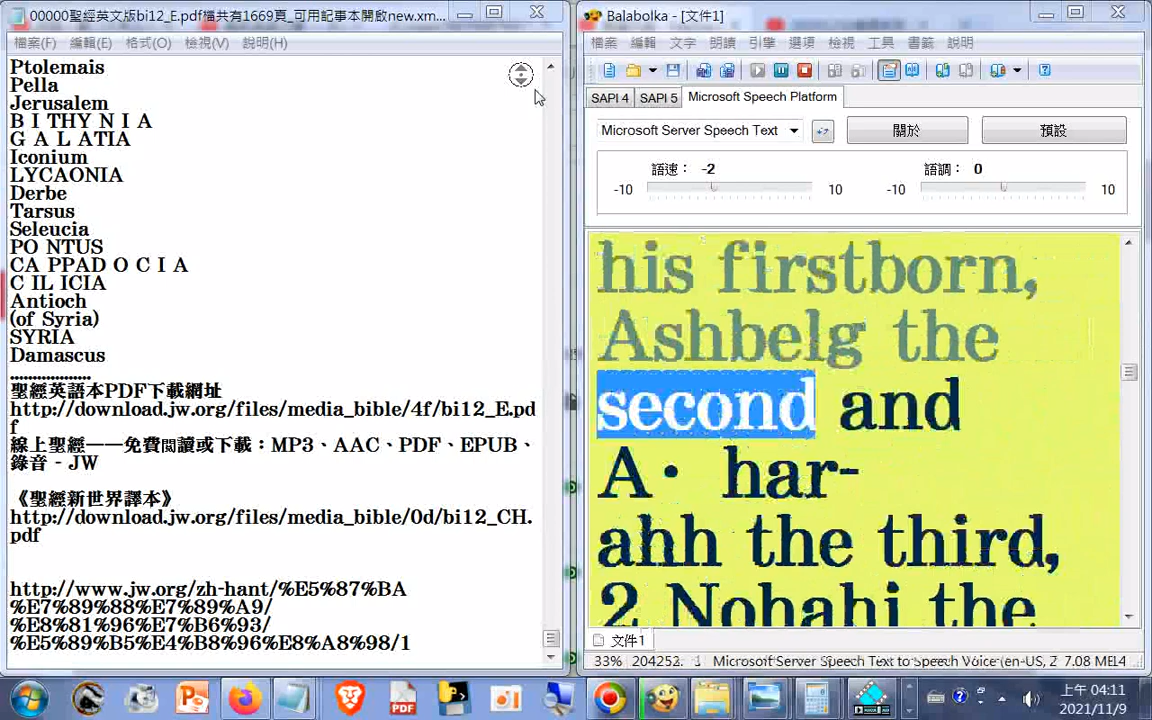 00000聖經英文版bi12_E.pdf檔共有1669頁_可用記事本開啟new.xm...
檔案(F) 編輯(E) 格式(O) 檢視(V) 說明(H)
Ptolemais
Pella
Jerusalem
B I THY N I A
G A L ATIA
Iconium
LYCAONIA
Derbe
Tarsus
Seleucia
PO NTUS
CA PPAD O C I A
C IL ICIA
Antioch
(of Syria)
SYRIA
Damascus
..................
聖經英語本PDF下載網址
http://download.jw.org/files/media_bible/4f/bi12_E.pd
f
線上聖經——免費閲讀或下載：MP3、AAC、PDF、EPUB、
錄音 - JW
《聖經新世界譯本》
http://download.jw.org/files/media_bible/0d/bi12_CH.
pdf
http://www.jw.org/zh-hant/%E5%87%BA
%E7%89%88%E7%89%A9/
%E8%81%96%E7%B6%93/
%E5%89%B5%E4%B8%96%E8%A8%98/1
Balabolka - [文件1]
檔案 編輯 文字 朗讀 引擎 選項 檢視 工具 書籤 說明
SAPI 4 SAPI 5 Microsoft Speech Platform
Microsoft Server Speech Text 關於 預設
語速： -2 語調： 0
-10 10 -10 10
his firstborn,
Ashbelg the
second and
A· har-
ahh the third,
2 Nohahi the
文件1
33% 204252. 1 Microsoft Server Speech Text to Speech Voice (en-US, Z 7.08 ME14
PDF
上午 04:11
2021/11/9